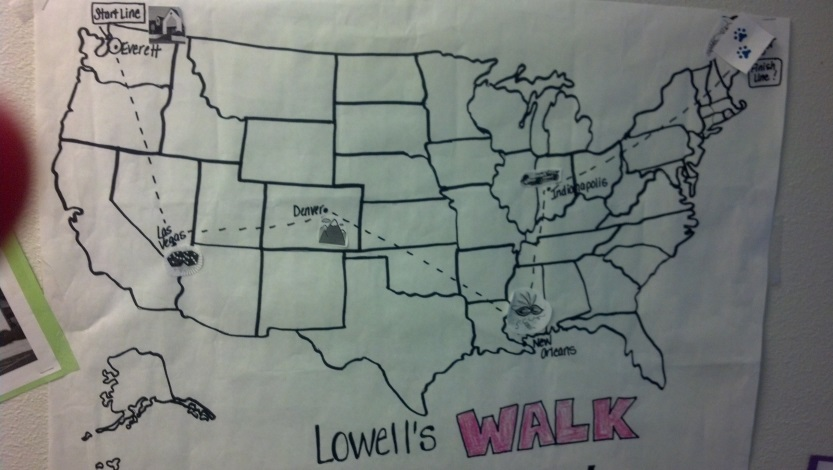 Start Line
Everett
Finish
Line!
Indianapolis
Denver
Las
Vegas
New
Orleans
Lowell's WALK